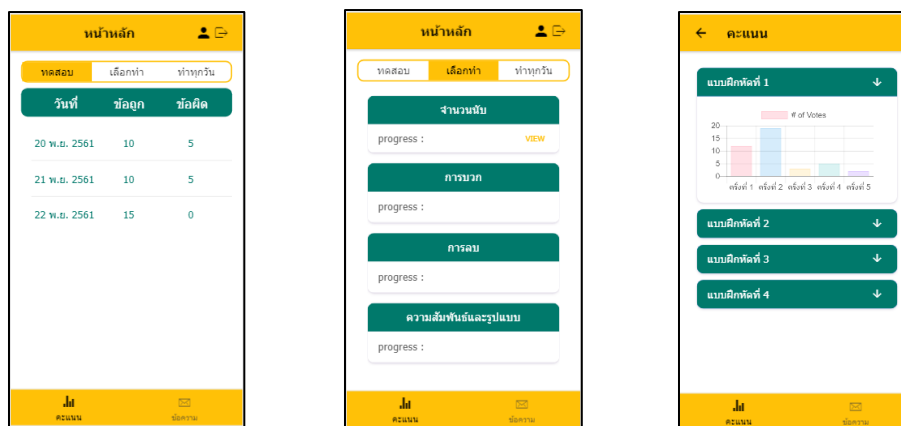 หน้าหลัก
ทดสอบ เลือกทำ ทำทุกวัน
วันที่ ข้อถูก ข้อผิด
20 พ.ย. 2561 10 5
21 พ.ย. 2561 10 5
22 พ.ย. 2561 15 0
คะแนน ข้อความ
หน้าหลัก
ทดสอบ เลือกทำ ทำทุกวัน
จำนวนนับ
progress : VIEW
การบวก
progress :
การลบ
progress :
ความสัมพันธ์และรูปแบบ
progress :
คะแนน ข้อความ
คะแนน
แบบฝึกหัดที่ 1
# of Votes
20
15
10
5
0
ครั้งที่ 1 ครั้งที่ 2 ครั้งที่ 3 ครั้งที่ 4 ครั้งที่ 5
แบบฝึกหัดที่ 2
แบบฝึกหัดที่ 3
แบบฝึกหัดที่ 4
คะแนน ข้อความ